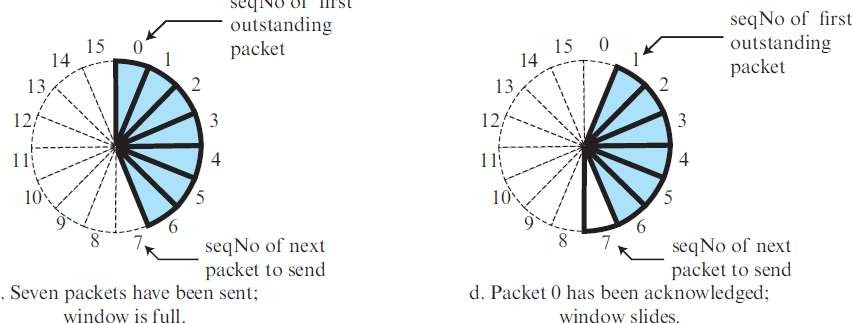 seqNo of first
outstanding
packet
15 0 1
14 2
13 3
12 4
11 5
10 6
9 8 7
seqNo of next
packet to send
. Seven packets have been sent;
window is full.
seqNo of first
outstanding
packet
15 0 1
14 2
13 3
12 4
11 5
10 6
9 8 7
seqNo of next
packet to send
d. Packet 0 has been acknowledged;
window slides.